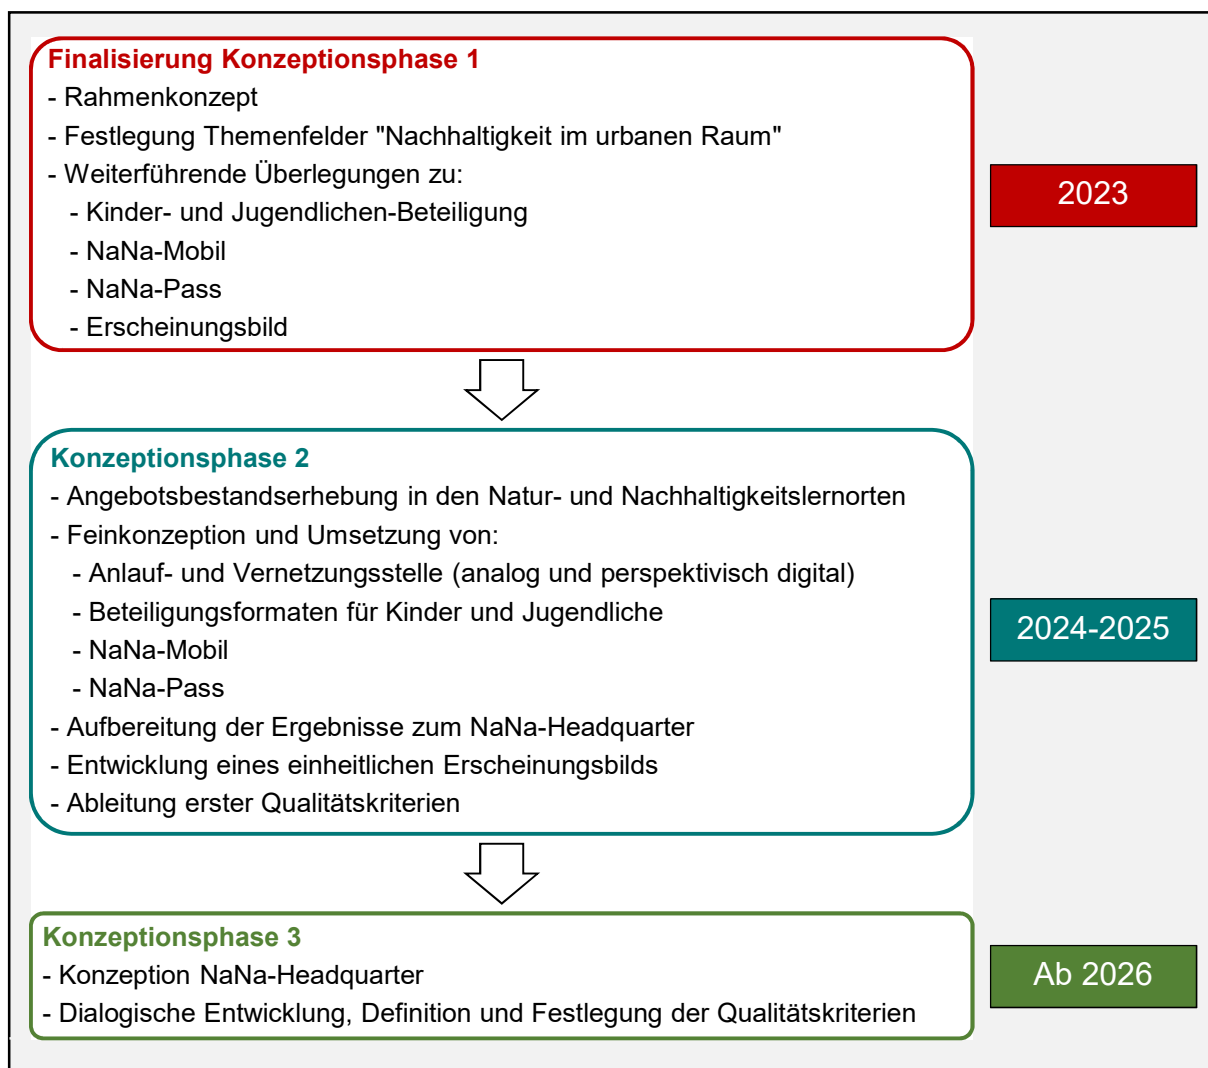 Finalisierung Konzeptionsphase 1
- Rahmenkonzept
- Festlegung Themenfelder "Nachhaltigkeit im urbanen Raum"
- Weiterführende Überlegungen zu:
- Kinder- und Jugendlichen-Beteiligung
- NaNa-Mobil
- NaNa-Pass
- Erscheinungsbild
2023
Konzeptionsphase 2
- Angebotsbestandserhebung in den Natur- und Nachhaltigkeitslernorten
- Feinkonzeption und Umsetzung von:
- Anlauf- und Vernetzungsstelle (analog und perspektivisch digital)
- Beteiligungsformaten für Kinder und Jugendliche
- NaNa-Mobil
- NaNa-Pass
- Aufbereitung der Ergebnisse zum NaNa-Headquarter
- Entwicklung eines einheitlichen Erscheinungsbilds
- Ableitung erster Qualitätskriterien
2024-2025
Konzeptionsphase 3
- Konzeption NaNa-Headquarter
- Dialogische Entwicklung, Definition und Festlegung der Qualitätskriterien
Ab 2026